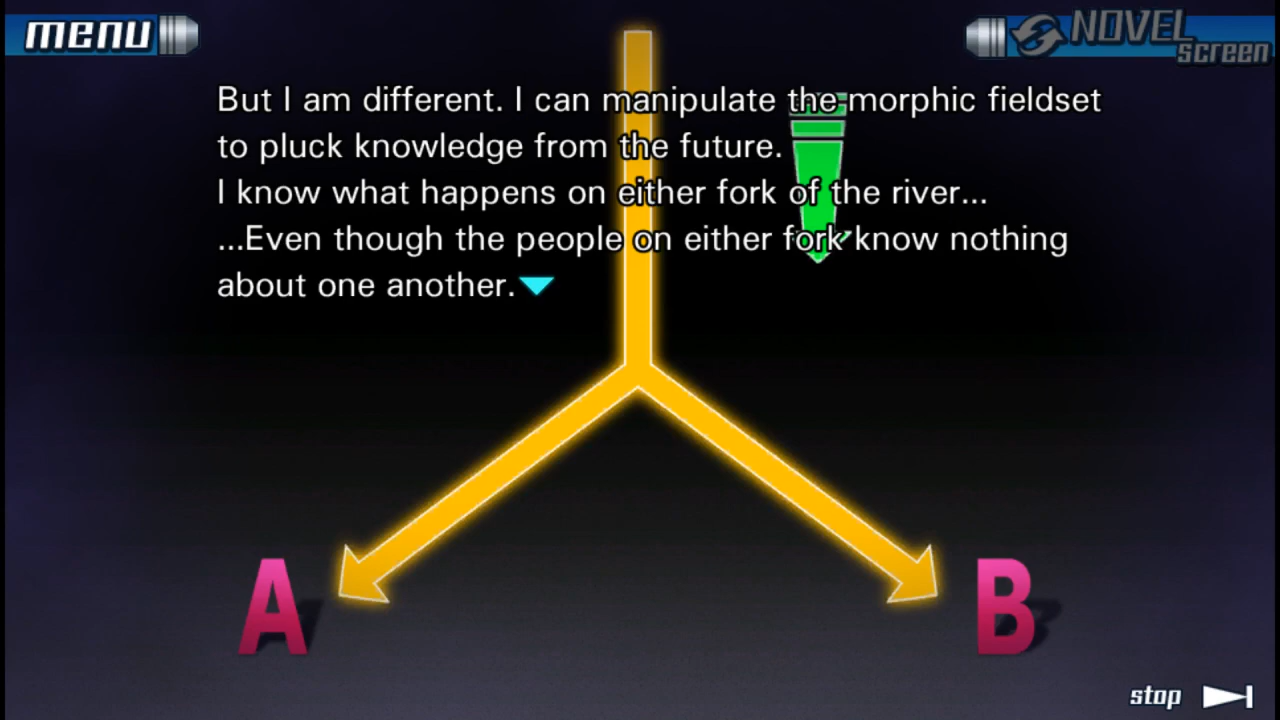 menu
NOVEL
screen
But I am different. I can manipulate the morphic fieldset
to pluck knowledge from the future.
I know what happens on either fork of the river...
...Even though the people on either fork know nothing
about one another.
A
B
stop